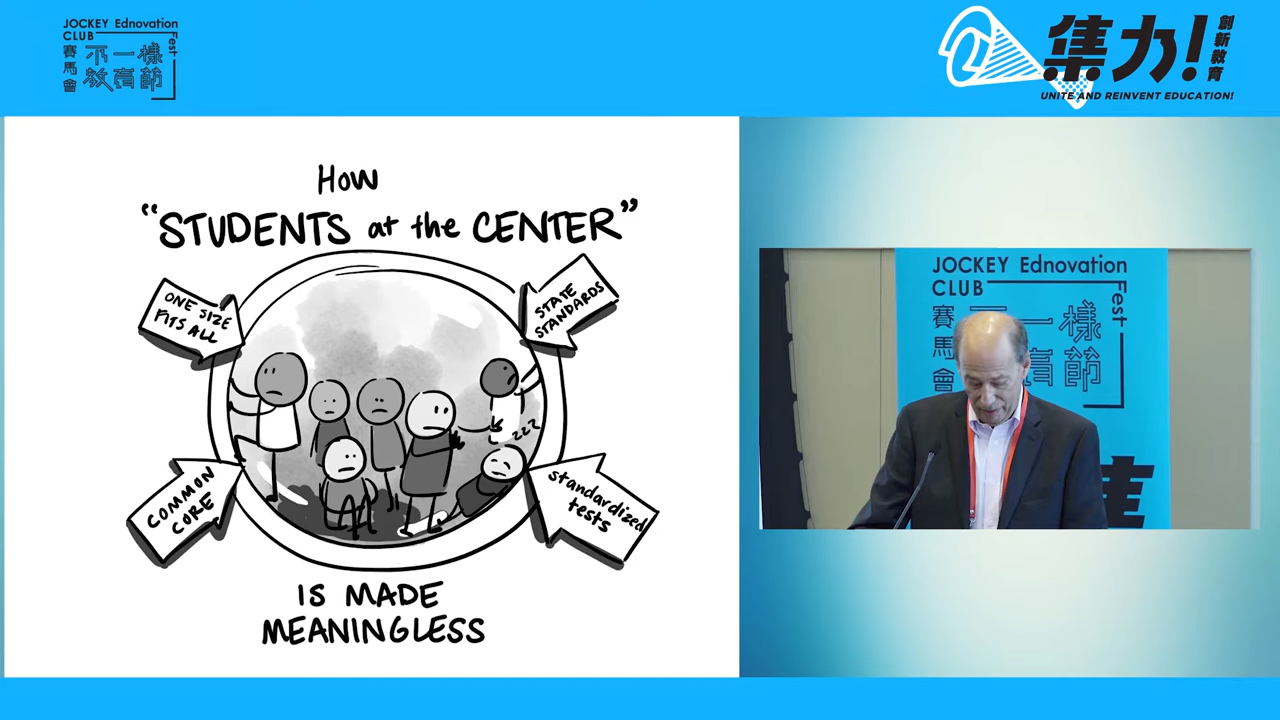 JOCKEY Ednovation
CLUB Fest
賽馬會
不一樣
教育節
集力!
創新教育
UNITE AND REINVENT EDUCATION!
How
"STUDENTS at the CENTER"
ONE SIZE
FITS ALL
STATE
STANDARDS
ZZZ
COMMON
CORE
standardized
tests
IS MADE
MEANINGLESS
JOCKEY Ednovation
CLUB Fest
賽馬會
一樣
育節